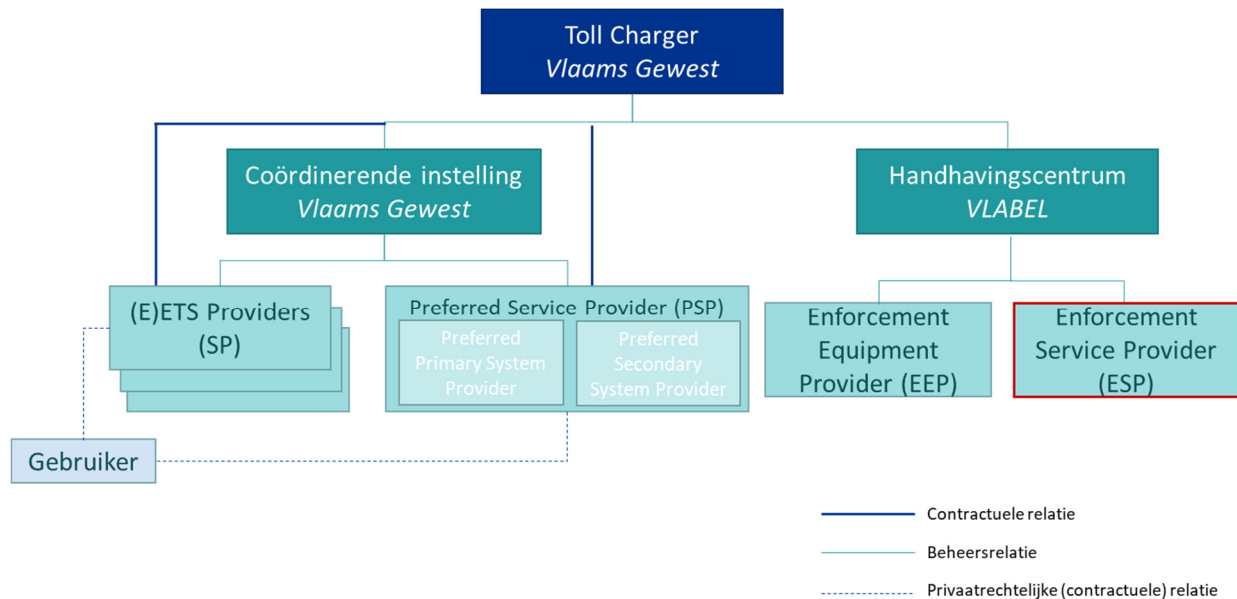 Toll Charger
Vlaams Gewest
Coördinerende instelling
Vlaams Gewest
Handhavingscentrum
VLABEL
(E)ETS Providers
(SP)
Preferred Service Provider (PSP)
Preferred
Primary System
Provider
Preferred
Secondary
System Provider
Enforcement
Equipment
Provider (EEP)
Enforcement
Service Provider
(ESP)
Gebruiker
Contractuele relatie
Beheersrelatie
Privaatrechtelijke (contractuele) relatie